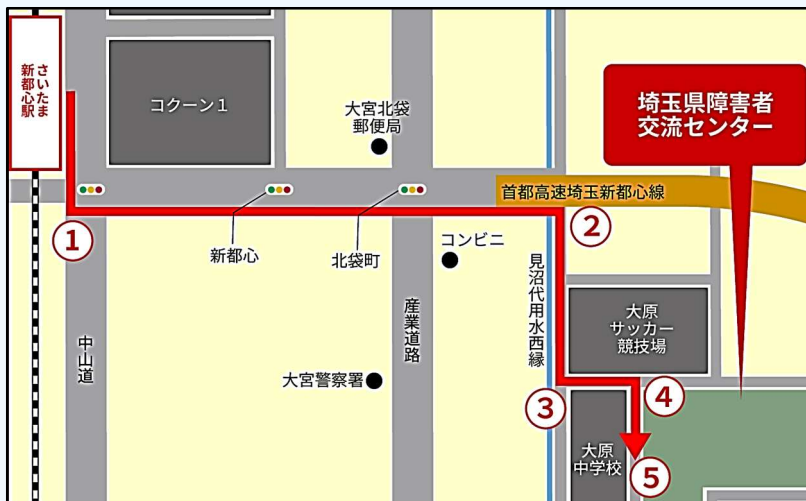 さいたま
新都心駅
コクーン1
大宮北袋
郵便局
埼玉県障害者
交流センター
首都高速埼玉新都心線
①
②
新都心
北袋町
コンビニ
見沼代用水西縁
産業道路
中山道
大原
サッカー
競技場
大宮警察署
③
④
大原
中学校
⑤